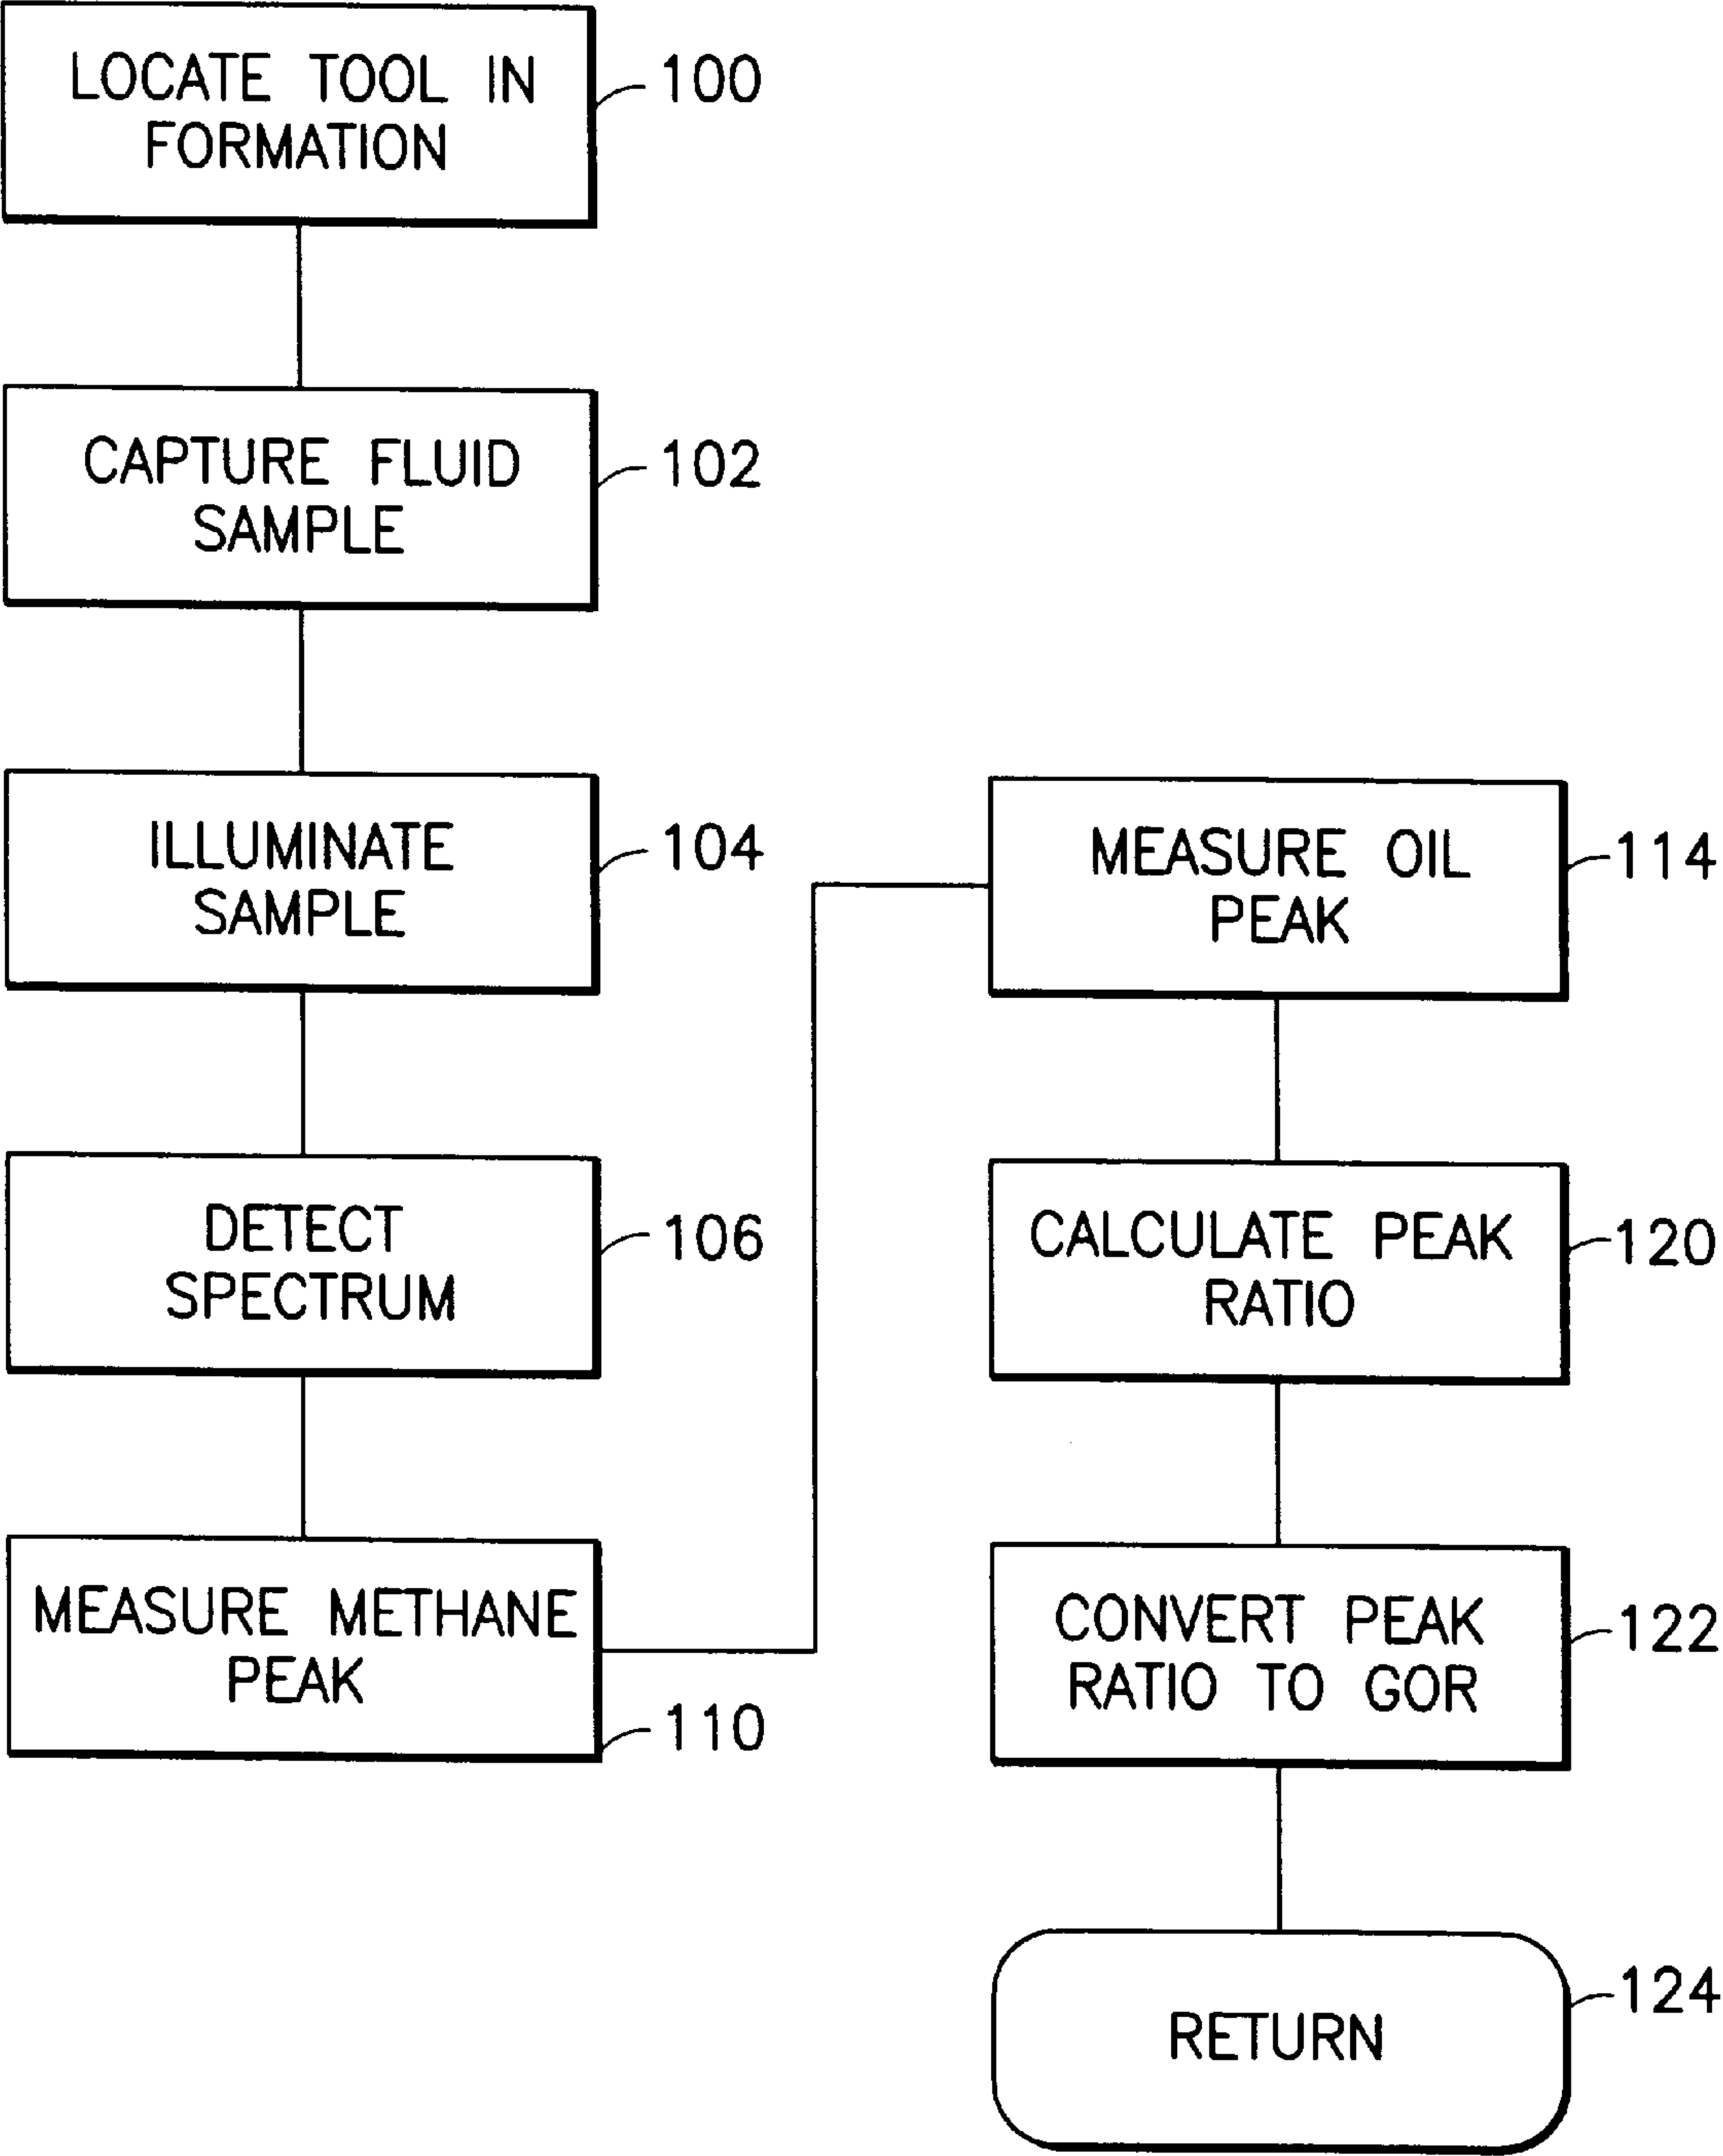 LOCATE TOOL IN
FORMATION
100
CAPTURE FLUID
SAMPLE
102
ILLUMINATE
SAMPLE
104
DETECT
SPECTRUM
106
MEASURE METHANE
PEAK
110
MEASURE OIL
PEAK
114
CALCULATE PEAK
RATIO
120
CONVERT PEAK
RATIO TO GOR
122
RETURN
124